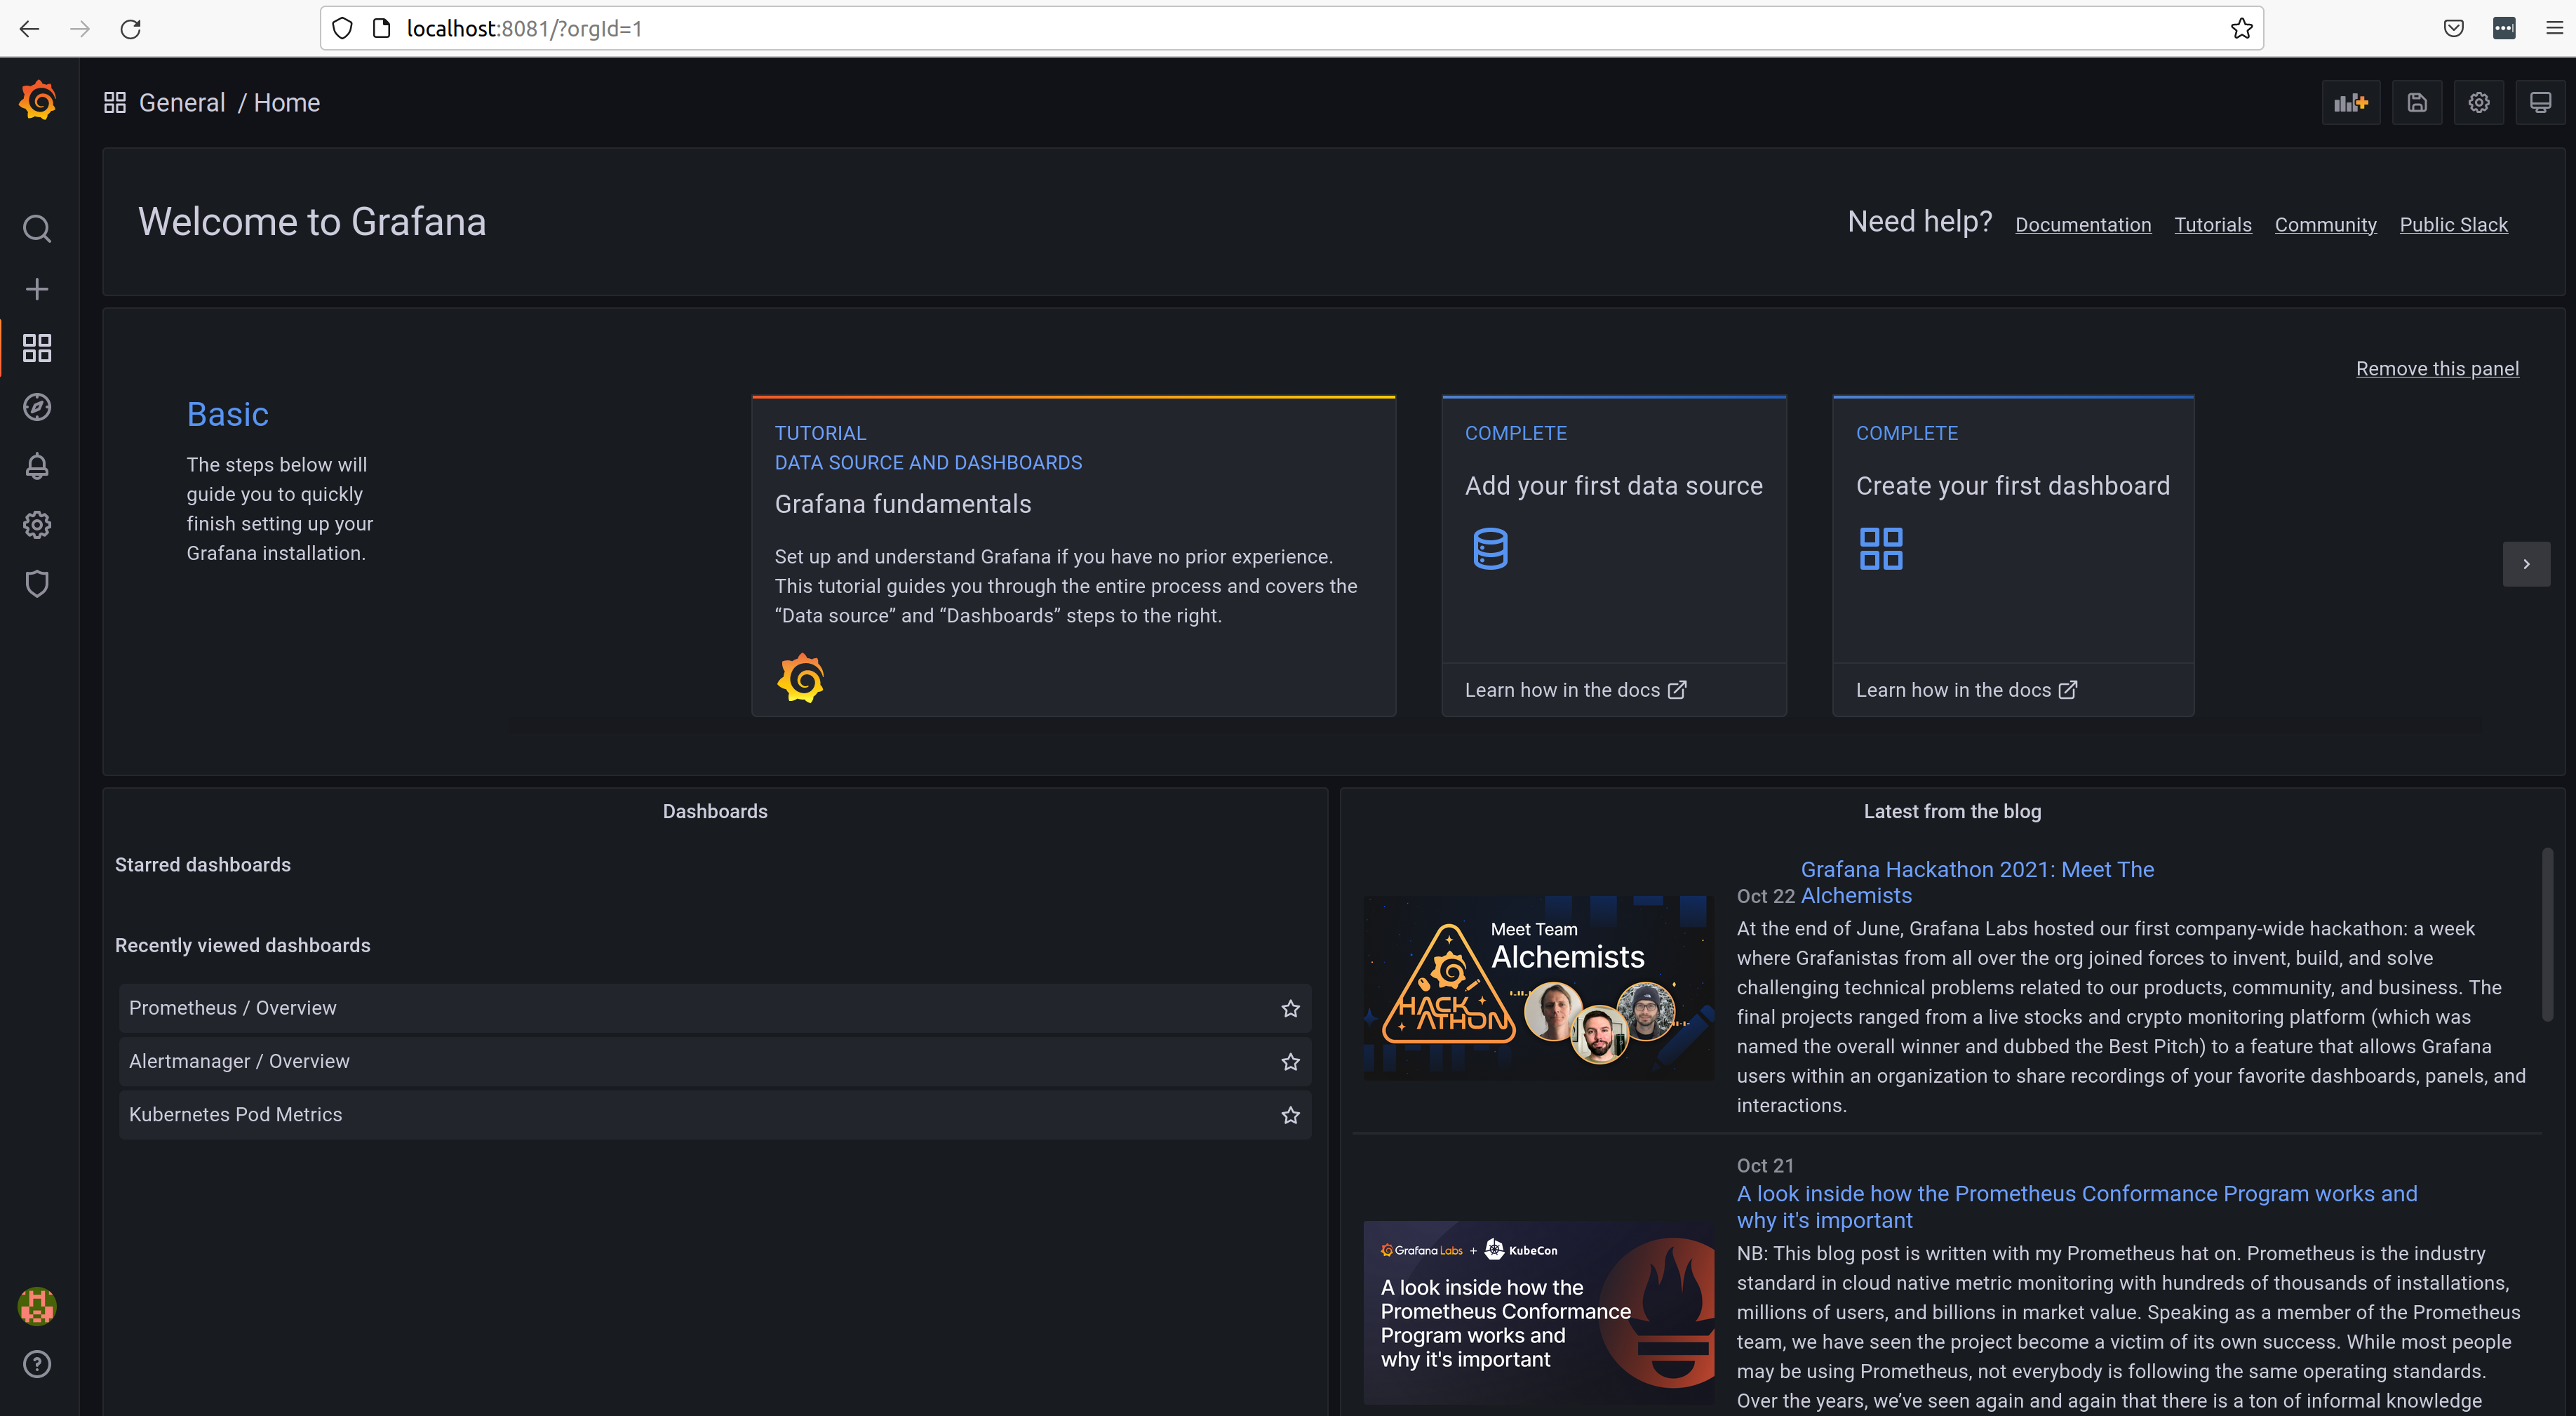 localhost:8081/?orgId=1
General / Home
Welcome to Grafana
Need help? Documentation Tutorials Community Public Slack
Remove this panel
Basic
The steps below will
guide you to quickly
finish setting up your
Grafana installation.
TUTORIAL
DATA SOURCE AND DASHBOARDS
Grafana fundamentals
Set up and understand Grafana if you have no prior experience.
This tutorial guides you through the entire process and covers the
“Data source” and “Dashboards” steps to the right.
COMPLETE
Add your first data source
Learn how in the docs
COMPLETE
Create your first dashboard
Learn how in the docs
Dashboards
Starred dashboards
Recently viewed dashboards
Prometheus / Overview
Alertmanager / Overview
Kubernetes Pod Metrics
Latest from the blog
Meet Team
Alchemists
HACK
ATHON
Grafana Hackathon 2021: Meet The
Oct 22 Alchemists
At the end of June, Grafana Labs hosted our first company-wide hackathon: a week
where Grafanistas from all over the org joined forces to invent, build, and solve
challenging technical problems related to our products, community, and business. The
final projects ranged from a live stocks and crypto monitoring platform (which was
named the overall winner and dubbed the Best Pitch) to a feature that allows Grafana
users within an organization to share recordings of your favorite dashboards, panels, and
interactions.
Grafana Labs + KubeCon
A look inside how the
Prometheus Conformance
Program works and
why it's important
Oct 21
A look inside how the Prometheus Conformance Program works and
why it's important
NB: This blog post is written with my Prometheus hat on. Prometheus is the industry
standard in cloud native metric monitoring with hundreds of thousands of installations,
millions of users, and billions in market value. Speaking as a member of the Prometheus
team, we have seen the project become a victim of its own success. While most people
may be using Prometheus, not everybody is following the same operating standards.
Over the years, we’ve seen again and again that there is a ton of informal knowledge